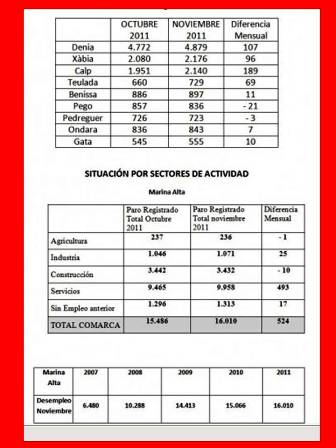 OCTUBRE 2011 NOVIEMBRE 2011 Diferencia Mensual
Denia 4.772 4.879 107
Xàbia 2.080 2.176 96
Calp 1.951 2.140 189
Teulada 660 729 69
Benissa 886 897 11
Pego 857 836 - 21
Pedreguer 726 723 - 3
Ondara 836 843 7
Gata 545 555 10
SITUACIÓN POR SECTORES DE ACTIVIDAD
Marina Alta
Paro Registrado Total Octubre 2011 Paro Registrado Total noviembre 2011 Diferencia Mensual
Agricultura 237 236 - 1
Industria 1.046 1.071 25
Construcción 3.442 3.432 - 10
Servicios 9.465 9.958 493
Sin Empleo anterior 1.296 1.313 17
TOTAL COMARCA 15.486 16.010 524
Marina Alta 2007 2008 2009 2010 2011
Desempleo Noviembre 6.480 10.288 14.413 15.066 16.010